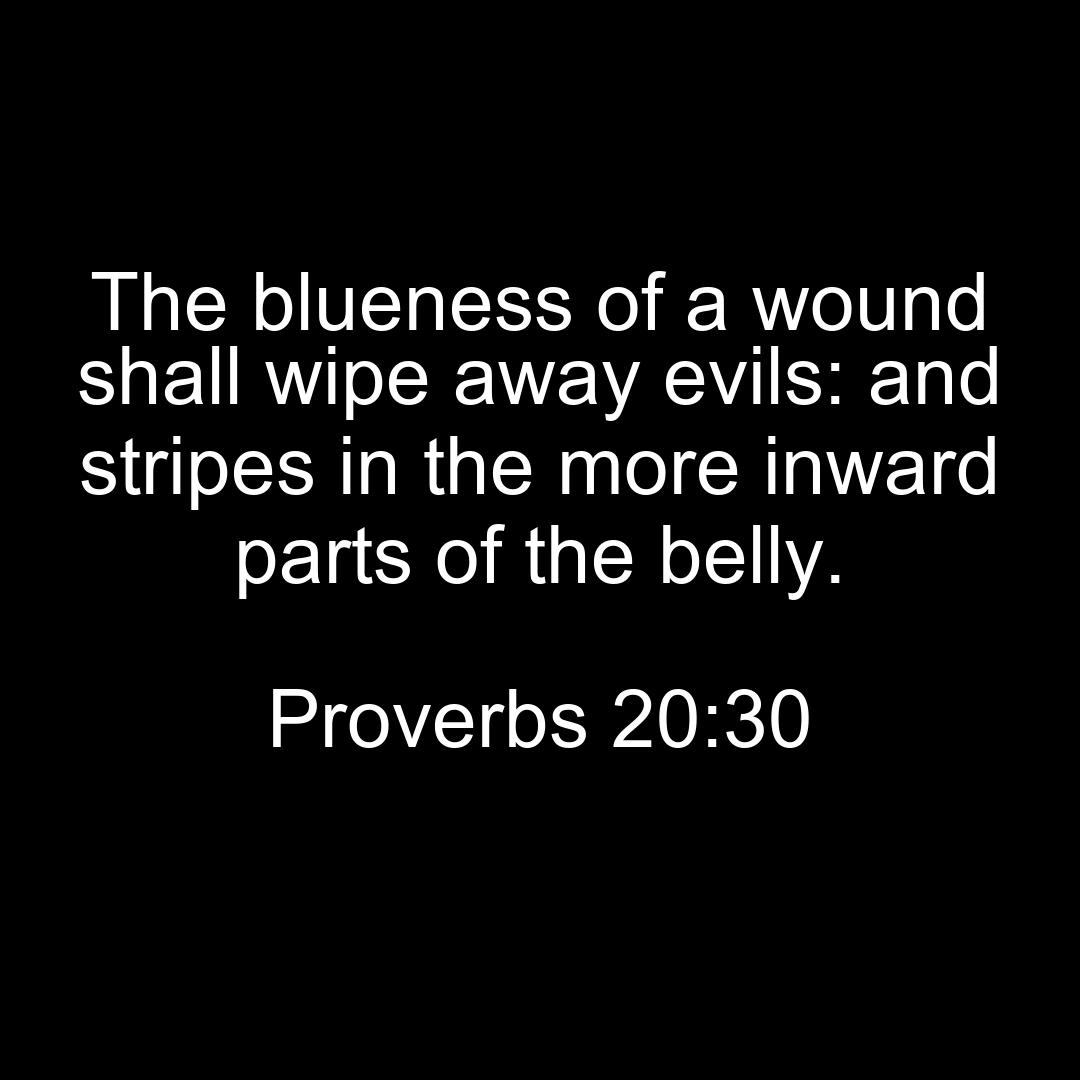 The blueness of a wound
shall wipe away evils: and
stripes in the more inward
parts of the belly.
Proverbs 20:30